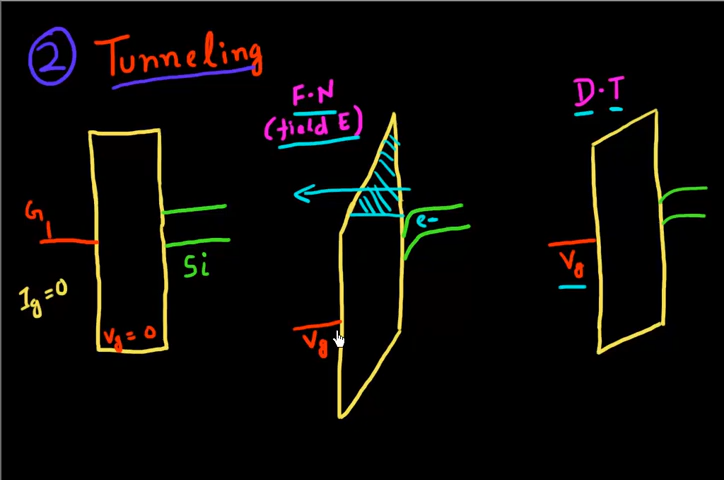 2 Tunneling
F.N
(field E)
D.T
G
Ig=0
Vg=0
Si
e-
Vg
Vg